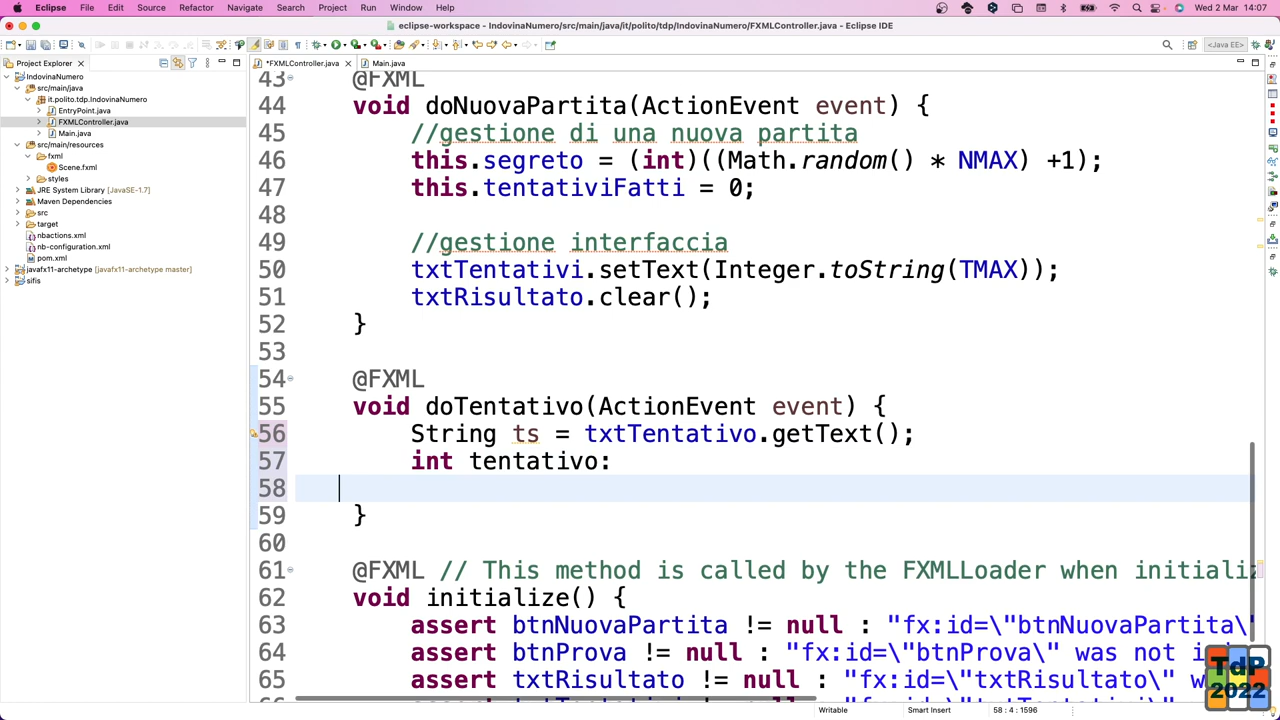 Eclipse File Edit Source Refactor Navigate Search Project Run Window Help Wed 2 Mar 14:07
eclipse-workspace - IndovinaNumero/src/main/java/it/polito/tdp/IndovinaNumero/FXMLController.java - Eclipse IDE
<Java EE>
Project Explorer
IndovinaNumero
src/main/java
it.polito.tdp.IndovinaNumero
EntryPoint.java
FXMLController.java
Main.java
src/main/resources
fxml
Scene.fxml
styles
JRE System Library [JavaSE-1.7]
Maven Dependencies
src
target
nbactions.xml
nb-configuration.xml
pom.xml
javafx11-archetype [javafx11-archetype master]
sifis
*FXMLController.java Main.java
43 @FXML
44 void doNuovaPartita(ActionEvent event) {
45 //gestione di una nuova partita
46 this.segreto = (int)((Math.random() * NMAX) +1);
47 this.tentativiFatti = 0;
48
49 //gestione interfaccia
50 txtTentativi.setText(Integer.toString(TMAX));
51 txtRisultato.clear();
52 }
53
54 @FXML
55 void doTentativo(ActionEvent event) {
56 String ts = txtTentativo.getText();
57 int tentativo:
58
59 }
60
61 @FXML // This method is called by the FXMLLoader when initializ
62 void initialize() {
63 assert btnNuovaPartita != null : "fx:id=\"btnNuovaPartita\"
64 assert btnProva != null : "fx:id=\"btnProva\" was not i
65 assert txtRisultato != null : "fx:id=\"txtRisultato\" w
TdP
2022
Writable Smart Insert 58 : 4 : 1596